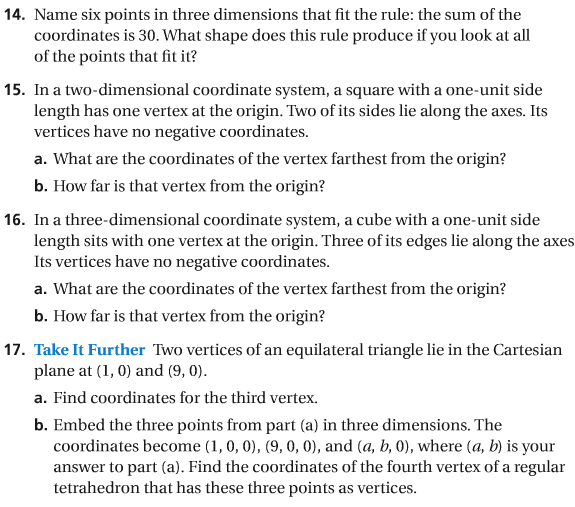 14. Name six points in three dimensions that fit the rule: the sum of the
coordinates is 30. What shape does this rule produce if you look at all
of the points that fit it?
15. In a two-dimensional coordinate system, a square with a one-unit side
length has one vertex at the origin. Two of its sides lie along the axes. Its
vertices have no negative coordinates.
a. What are the coordinates of the vertex farthest from the origin?
b. How far is that vertex from the origin?
16. In a three-dimensional coordinate system, a cube with a one-unit side
length sits with one vertex at the origin. Three of its edges lie along the axes
Its vertices have no negative coordinates.
a. What are the coordinates of the vertex farthest from the origin?
b. How far is that vertex from the origin?
17. Take It Further Two vertices of an equilateral triangle lie in the Cartesian
plane at (1, 0) and (9, 0).
a. Find coordinates for the third vertex.
b. Embed the three points from part (a) in three dimensions. The
coordinates become (1, 0, 0), (9, 0, 0), and (a, b, 0), where (a, b) is your
answer to part (a). Find the coordinates of the fourth vertex of a regular
tetrahedron that has these three points as vertices.